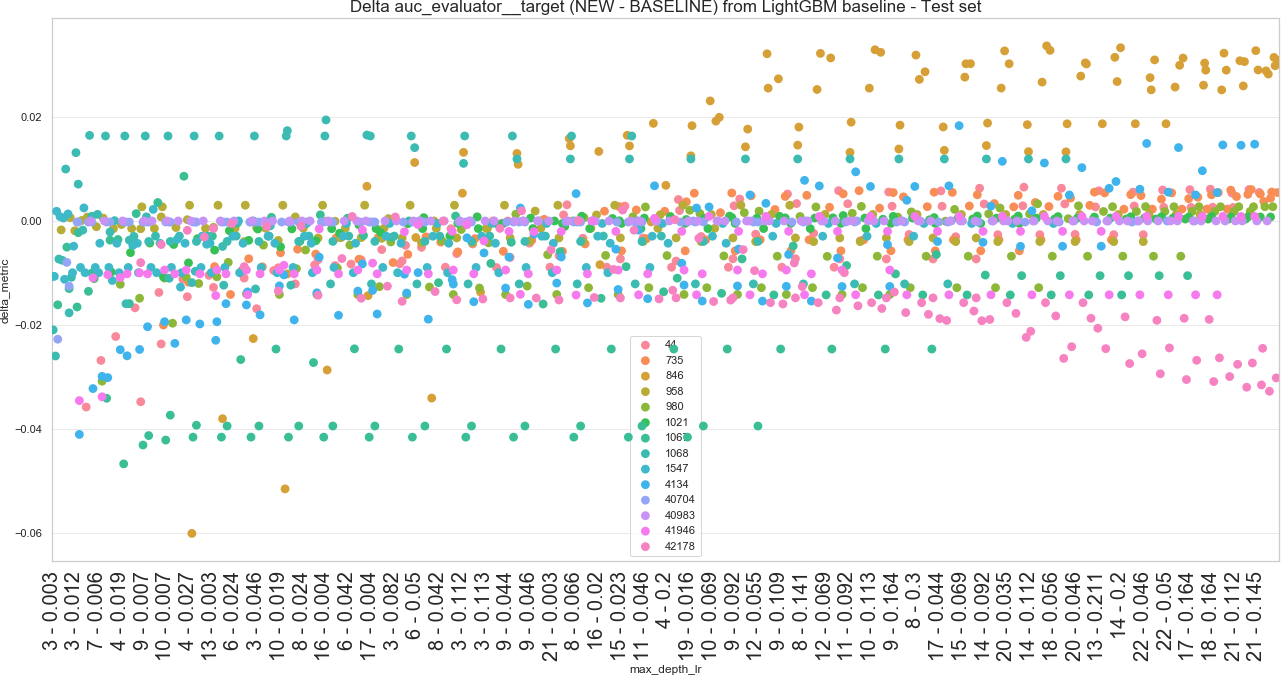 Delta auc_evaluator__target (NEW - BASELINE) from LightGBM baseline - Test set
delta_metric
0.02
0.00
−0.02
−0.04
−0.06
44
735
846
958
980
1021
1067
1068
1547
4134
40704
40983
41946
42178
3 - 0.003
3 - 0.012
7 - 0.006
4 - 0.019
9 - 0.007
10 - 0.007
4 - 0.027
13 - 0.003
6 - 0.024
3 - 0.046
10 - 0.019
8 - 0.004
16 - 0.004
6 - 0.042
17 - 0.004
3 - 0.082
6 - 0.05
8 - 0.042
3 - 0.112
3 - 0.113
9 - 0.044
9 - 0.046
21 - 0.003
8 - 0.066
16 - 0.02
15 - 0.023
11 - 0.046
4 - 0.2
19 - 0.016
10 - 0.069
9 - 0.092
12 - 0.055
9 - 0.109
8 - 0.141
12 - 0.069
11 - 0.092
10 - 0.113
9 - 0.164
8 - 0.3
17 - 0.044
15 - 0.069
14 - 0.092
20 - 0.035
14 - 0.112
18 - 0.056
20 - 0.046
13 - 0.211
14 - 0.2
22 - 0.046
22 - 0.05
17 - 0.164
18 - 0.164
21 - 0.112
21 - 0.145
max_depth_lr